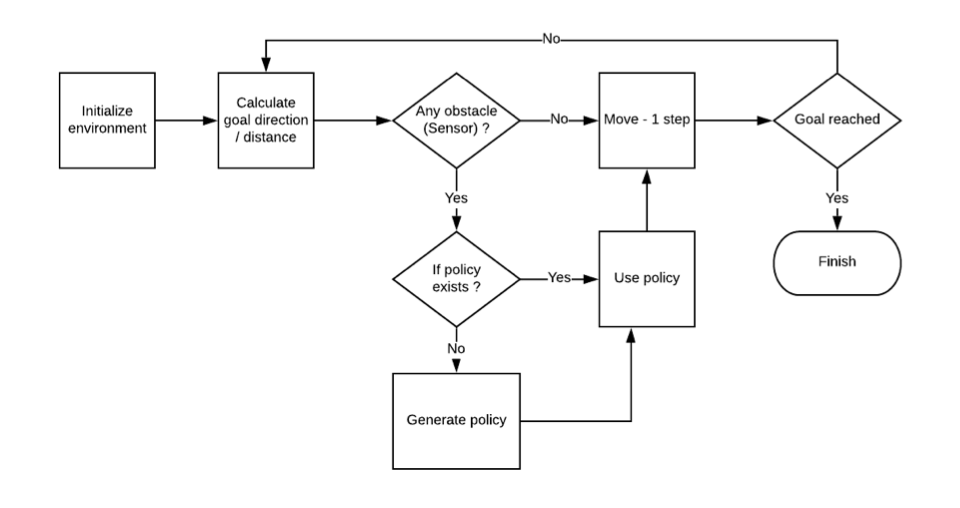 No
Initialize
environment
Calculate
goal direction
/ distance
Any obstacle
(Sensor) ?
No
Move - 1 step
Goal reached
Yes
Yes
If policy
exists ?
Yes
Use policy
Finish
No
Generate policy